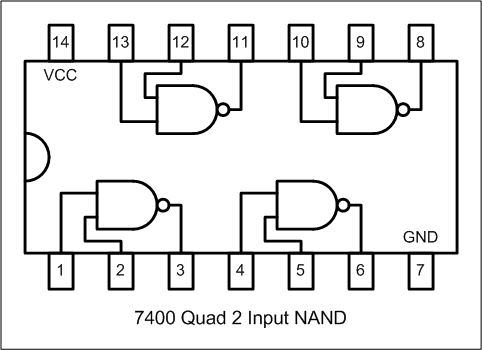 14 13 12 11 10 9 8
VCC
GND
1 2 3 4 5 6 7
7400 Quad 2 Input NAND